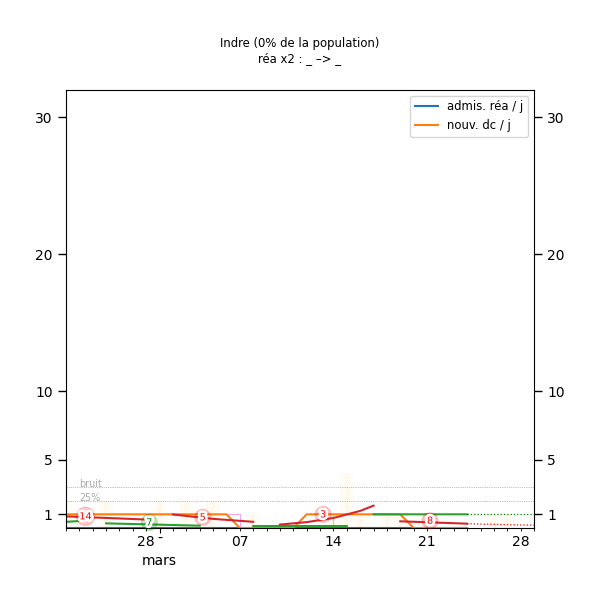 Indre (0% de la population)
réa x2 : _ –> _
admis. réa / j
nouv. dc / j
30 30
20 20
10 10
5 5
bruit
25%
1 14 7 5 3 8 1
28 - 07 14 21 28
mars